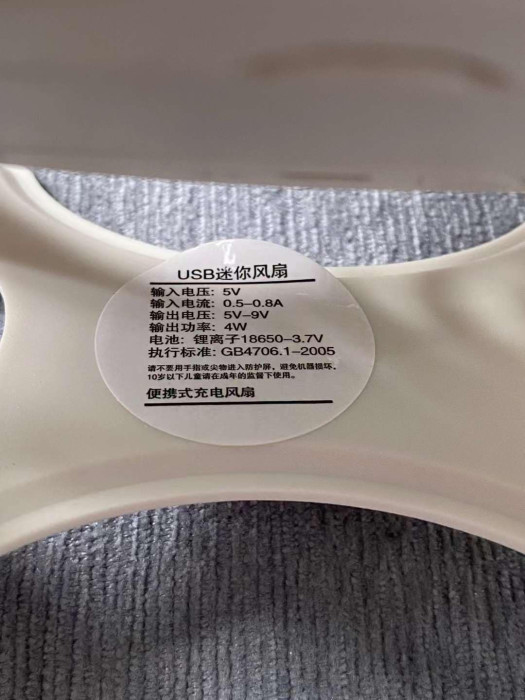 USB迷你风扇
输入电压: 5V
输入电流: 0.5-0.8A
输出电压: 5V-9V
输出功率: 4W
电池: 锂离子18650-3.7V
执行标准: GB4706.1-2005
请不要用手指或尖物进入防护屏,避免机器损坏,
10岁以下儿童请在成年的监督下使用。
便携式充电风扇